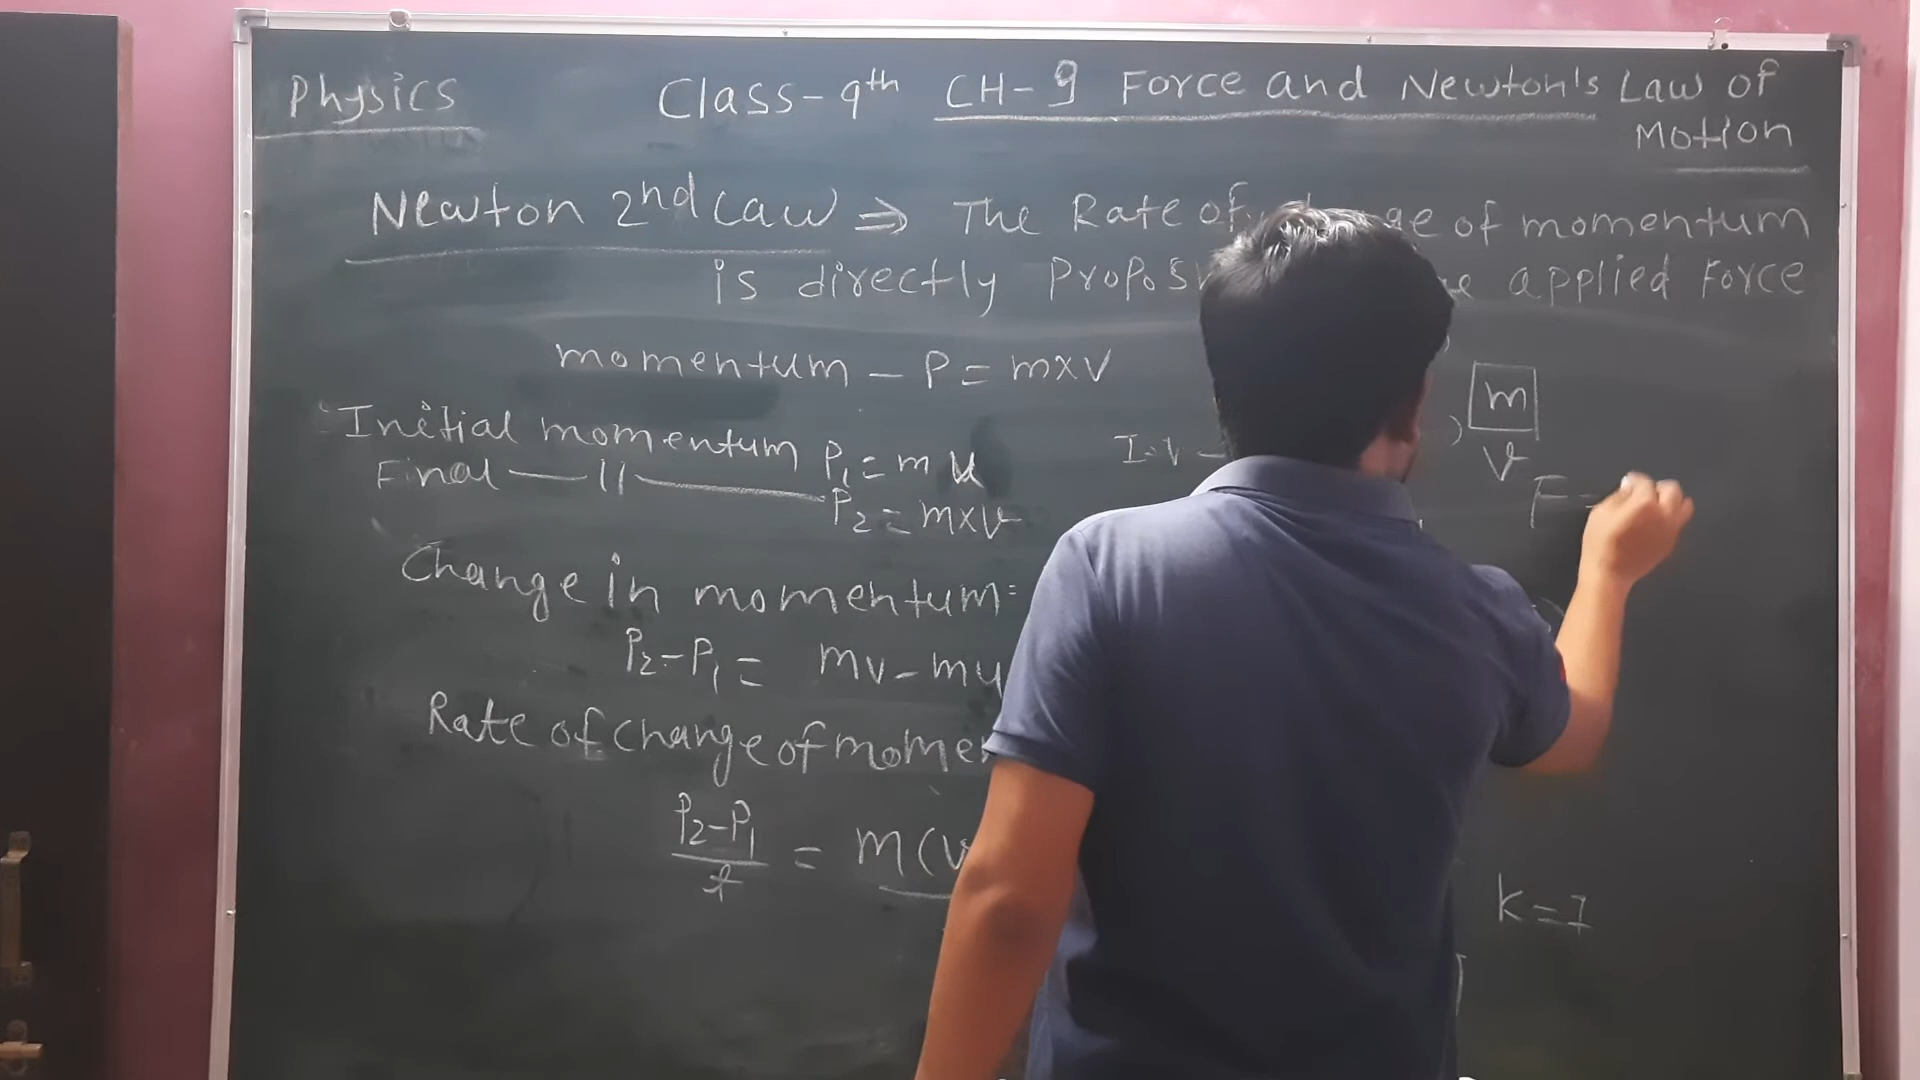 Physics Class-9th CH-9 Force and Newton's Law of
Motion
Newton 2nd Law ⇒ The Rate of ge of momentum
is directly applied Force
momentum - P = m×v
Initial momentum P₁ = m u
Final —11— P₂ = m×v
I.V -
m
v
F =
Change in momentum =
P₂-P₁ = mv-mu
Rate of change of
P₂-P₁/t = m(v
K=1